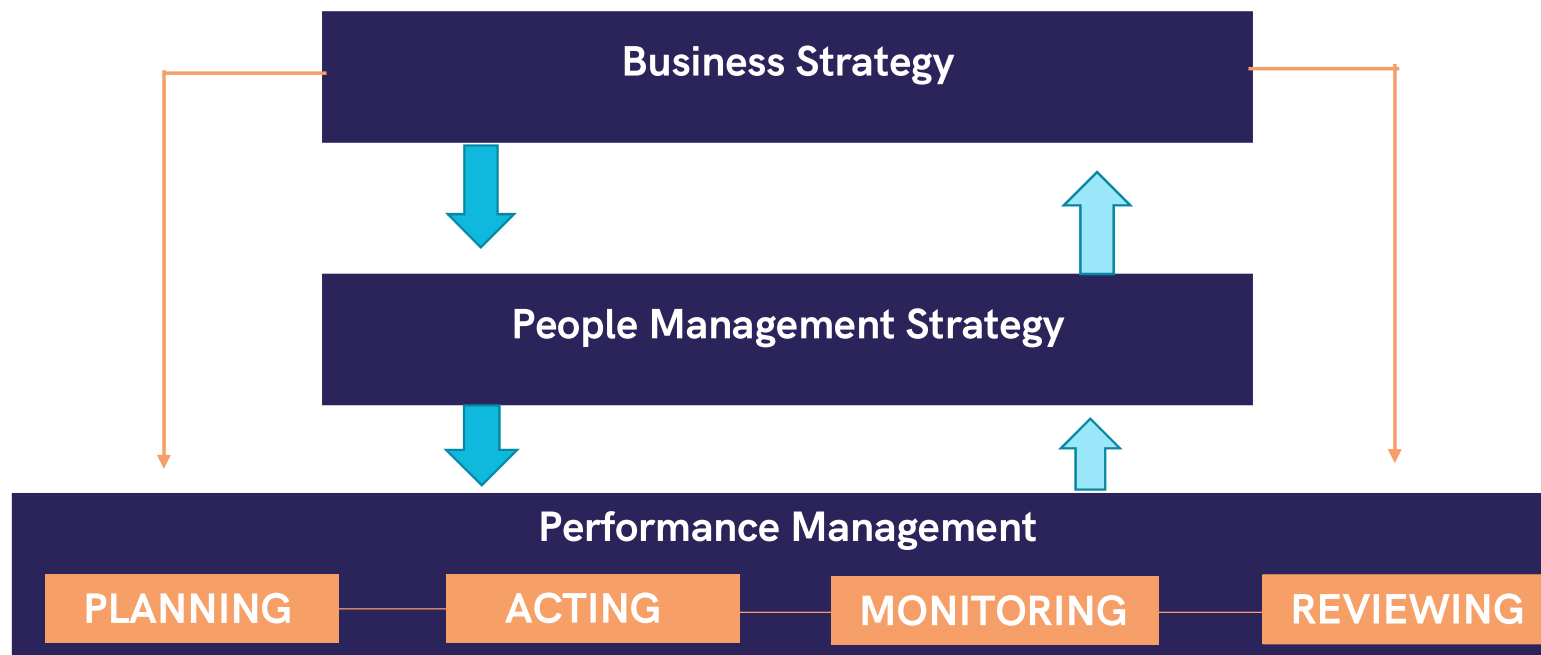 Business Strategy
People Management Strategy
Performance Management
PLANNING
ACTING
MONITORING
REVIEWING